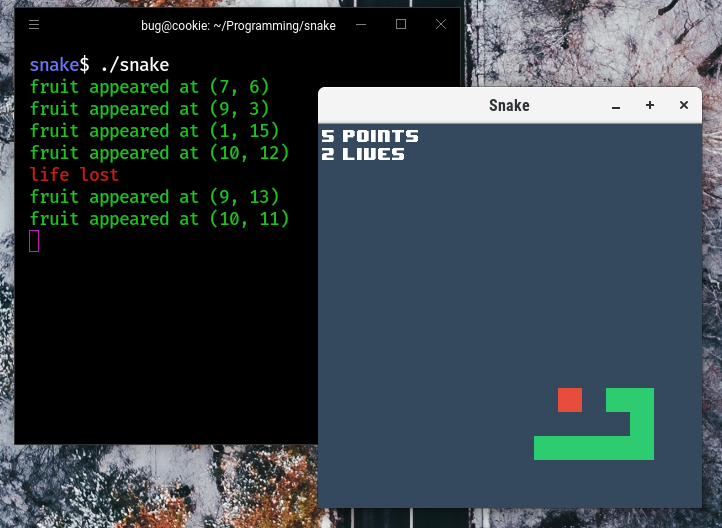 bug@cookie: ~/Programming/snake
snake$ ./snake
fruit appeared at (7, 6)
fruit appeared at (9, 3)
fruit appeared at (1, 15)
fruit appeared at (10, 12)
life lost
fruit appeared at (9, 13)
fruit appeared at (10, 11)
Snake
5 POINTS
2 LIVES